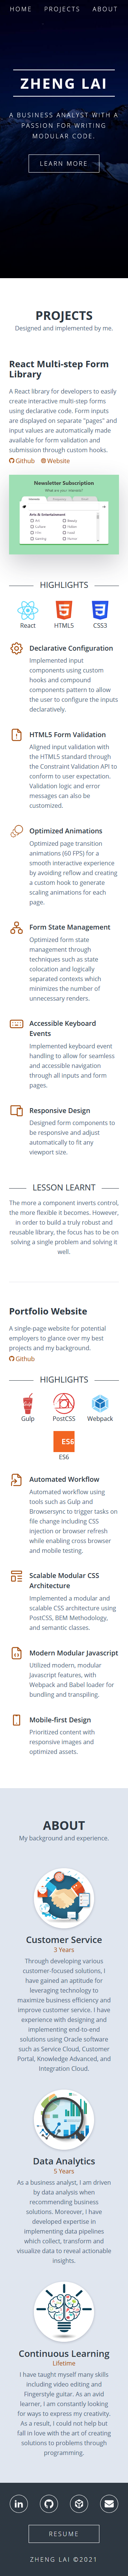 HOME PROJECTS ABOUT
ZHENG LAI
A BUSINESS ANALYST WITH A
PASSION FOR WRITING
MODULAR CODE.
LEARN MORE
PROJECTS
Designed and implemented by me.
React Multi-step Form
Library
A React library for developers to easily
create interactive multi-step forms
using declarative code. Form inputs
are displayed on separate "pages" and
input values are automatically made
available for form validation and
submission through custom hooks.
Github Website
Newsletter Subscription
What are you interests?
Arts & Entertainment
HIGHLIGHTS
React HTML5 CSS3
Declarative Configuration
Implemented input
components using custom
hooks and compound
components pattern to allow
the user to configure the inputs
declaratively.
HTML5 Form Validation
Aligned input validation with
the HTML5 standard through
the Constraint Validation API to
conform to user expectation.
Validation logic and error
messages can also be
customized.
Optimized Animations
Optimized page transition
animations (60 FPS) for a
smooth interactive experience
by avoiding reflow and creating
a custom hook to generate
scaling animations for each
page.
Form State Management
Optimized form state
management through
techniques such as state
colocation and logically
separated contexts which
minimizes the number of
unecessary renders.
Accessible Keyboard
Events
Implemented keyboard event
handling to allow for seamless
and accessible navigation
through all inputs and form
pages.
Responsive Design
Designed form components to
be responsive and adjust
automatically to fit any
viewport size.
LESSON LEARNT
The more a component inverts control,
the more flexible it becomes. However,
in order to build a truly robust and
reusable library, the focus has to be on
solving a single problem and solving it
well.
Portfolio Website
A single-page website for potential
employers to glance over my best
projects and my background.
Github
HIGHLIGHTS
Gulp PostCSS Webpack
ES6
ES6
Automated Workflow
Automated workflow using
tools such as Gulp and
Browsersync to trigger tasks on
file change including CSS
injection or browser refresh
while enabling cross browser
and mobile testing.
Scalable Modular CSS
Architecture
Implemented a modular and
scalable CSS architecture using
PostCSS, BEM Methodology,
and semantic classes.
Modern Modular Javascript
Utilized modern, modular
Javascript features, with
Webpack and Babel loader for
bundling and transpiling.
Mobile-first Design
Prioritized content with
responsive images and
optimized assets.
ABOUT
My background and experience.
Customer Service
3 Years
Through developing various
customer-focused solutions, I
have gained an aptitude for
leveraging technology to
maximize business efficiency and
improve customer service. I have
experience with designing and
implementing end-to-end
solutions using Oracle software
such as Service Cloud, Customer
Portal, Knowledge Advanced, and
Integration Cloud.
Data Analytics
5 Years
As a business analyst, I am driven
by data analysis when
recommending business
solutions. Moreover, I have
developed expertise in
implementing data pipelines
which collect, transform and
visualize data to reveal actionable
insights.
Continuous Learning
Lifetime
I have taught myself many skills
including video editing and
Fingerstyle guitar. As an avid
learner, I am constantly looking
for ways to express my creativity.
As a result, I could not help but
fall in love with the art of creating
solutions to problems through
programming.
RESUME
ZHENG LAI ©2021